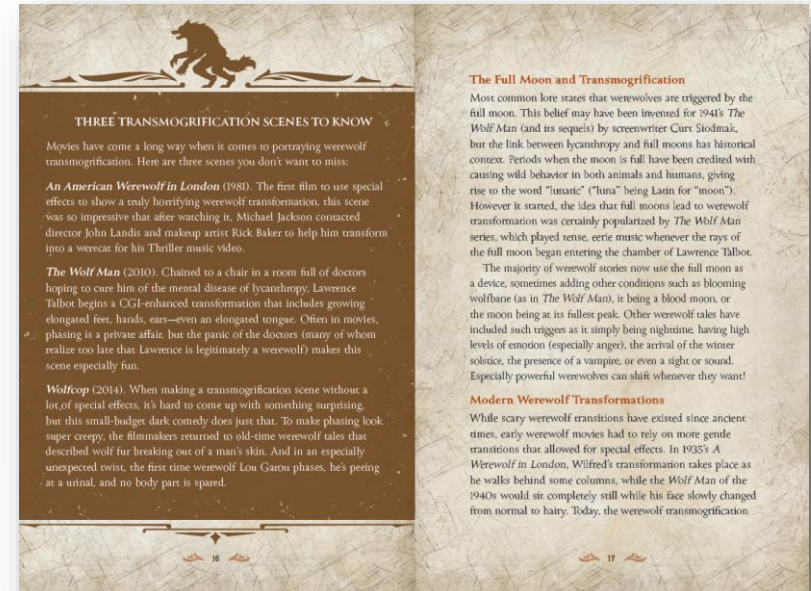 THREE TRANSMOGRIFICATION SCENES TO KNOW
Movies have come a long way when it comes to portraying werewolf
transmogrification. Here are three scenes you don't want to miss:
An American Werewolf in London (1981). The first film to use special
effects to show a truly horrifying werewolf transformation, this scene
was so impressive that after watching it, Michael Jackson contacted
director John Landis and makeup artist Rick Baker to help him transform
into a werecat for his Thriller music video.
The Wolf Man (2010). Chained to a chair in a room full of doctors
hoping to cure him of the mental disease of lycanthropy, Lawrence
Talbot begins a CGI-enhanced transformation that includes growing
elongated feet, hands, ears—even an elongated tongue. Often in movies,
phasing is a private affair, but the panic of the doctors (many of whom
realize too late that Lawrence is legitimately a werewolf) makes this
scene especially fun.
Wolfcop (2014). When making a transmogrification scene without a
lot of special effects, it's hard to come up with something surprising,
but this small-budget dark comedy does just that. To make phasing look
super creepy, the filmmakers returned to old-time werewolf tales that
described wolf fur breaking out of a man's skin. And in an especially
unexpected twist, the first time werewolf Lou Garou phases, he's peeing
at a urinal, and no body part is spared.
16
The Full Moon and Transmogrification
Most common lore states that werewolves are triggered by the
full moon. This belief may have been invented for 1941's The
Wolf Man (and its sequels) by screenwriter Curt Siodmak,
but the link between lycanthropy and full moons has historical
context. Periods when the moon is full have been credited with
causing wild behavior in both animals and humans, giving
rise to the word "lunatic" ("luna" being Latin for "moon").
However it started, the idea that full moons lead to werewolf
transformation was certainly popularized by The Wolf Man
series, which played tense, eerie music whenever the rays of
the full moon began entering the chamber of Lawrence Talbot.
The majority of werewolf stories now use the full moon as
a device, sometimes adding other conditions such as blooming
wolfbane (as in The Wolf Man), it being a blood moon, or
the moon being at its fullest peak. Other werewolf tales have
included such triggers as it simply being nighttime, having high
levels of emotion (especially anger), the arrival of the winter
solstice, the presence of a vampire, or even a sight or sound.
Especially powerful werewolves can shift whenever they want!
Modern Werewolf Transformations
While scary werewolf transitions have existed since ancient
times, early werewolf movies had to rely on more gentle
transitions that allowed for special effects. In 1935's A
Werewolf in London, Wilfred's transformation takes place as
he walks behind some columns, while the Wolf Man of the
1940s would sit completely still while his face slowly changed
from normal to hairy. Today, the werewolf transmogrification
17